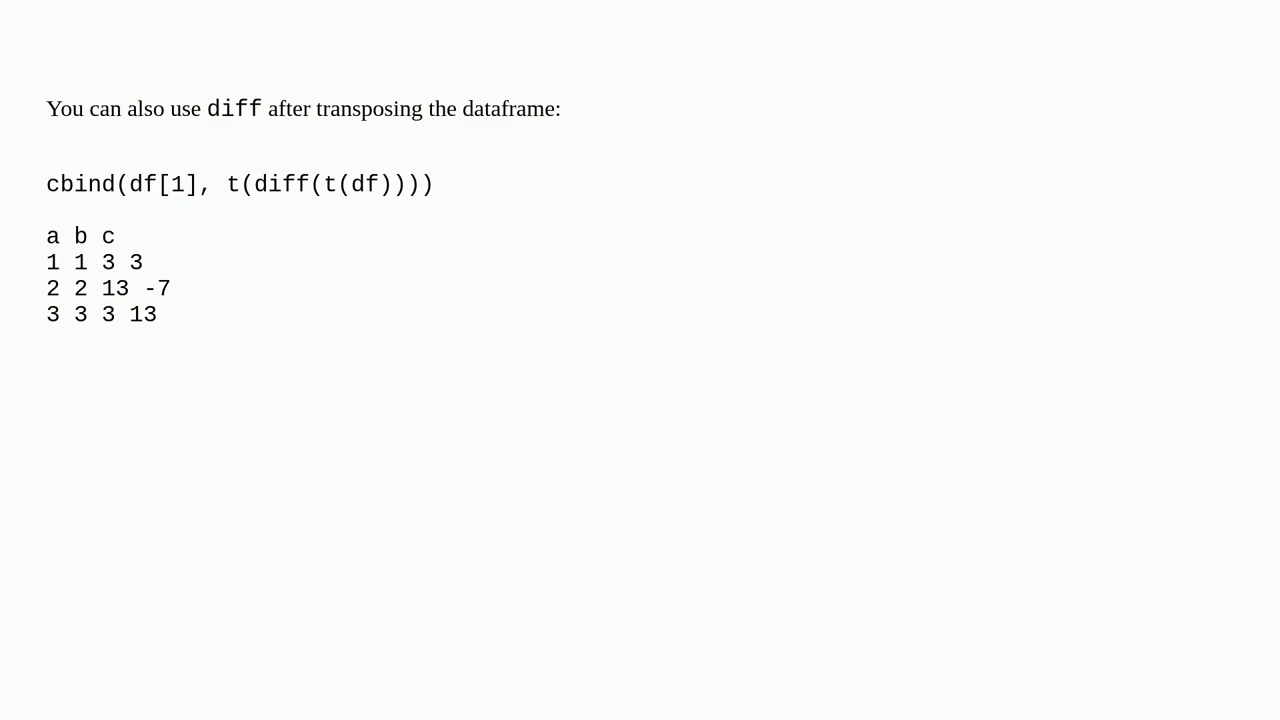 You can also use diff after transposing the dataframe:
cbind(df[1], t(diff(t(df))))
a b c
1 1 3 3
2 2 13 -7
3 3 3 13